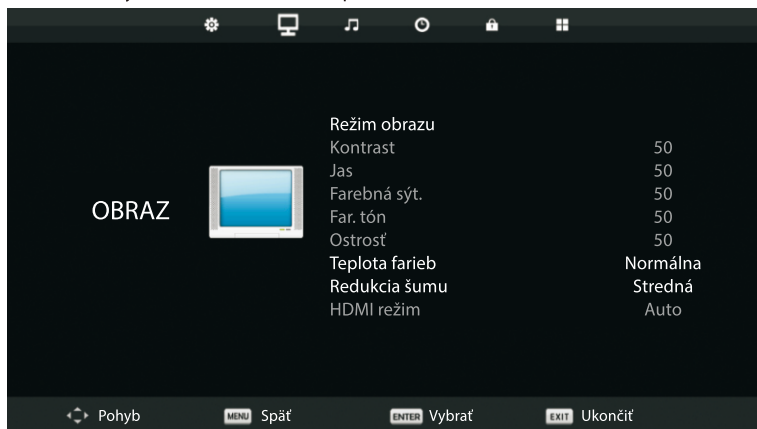 OBRAZ
Režim obrazu
Kontrast 50
Jas 50
Farebná sýt. 50
Far. tón 50
Ostrosť 50
Teplota farieb Normálna
Redukcia šumu Stredná
HDMI režim Auto
Pohyb MENU Späť ENTER Vybrať EXIT Ukončiť